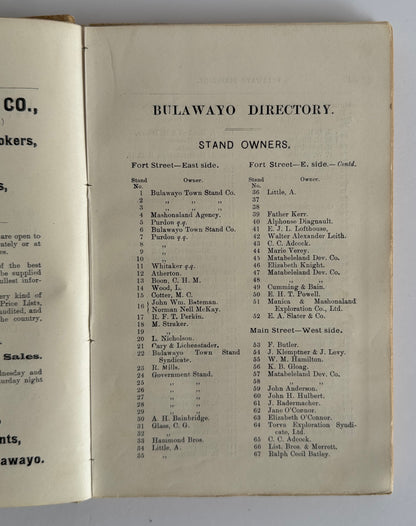 CO.,
okers,
s,
are open to
ately or at
of the best
be supplied
ullest infor-
ery kind of
Price Lists,
audited, and
the country,
Sales.
dnesday and
turday night
nts,
awayo.
BULAWAYO DIRECTORY.
STAND OWNERS.
Fort Street—East side.
Stand Owner.
No.
1 Bulawayo Town Stand Co.
2 ,, ,, ,,
3 ,, ,, ,,
4 Mashonaland Agency.
5 Purdon q.q.
6 Bulawayo Town Stand Co.
7 Purdon q.q.
8 ,,
9 ,,
10 ,,
11 Whitaker q.q.
12 Atherton.
13 Boon, C. H. M.
14 Wood, L.
15 Cotter, M. C.
16 { John Wm. Bateman.
Norman Nell McKay.
17 R. F. T. Perkin.
18 M. Straker.
19 ,,
20 L. Nicholson.
21 Fary & Lichenstader.
22 Bulawayo Town Stand
Syndicate.
23 R. Mills.
24 Government Stand.
25 ,, ,,
26 ,, ,,
27 ,, ,,
28 ,, ,,
29 ,, ,,
30 A. H. Bainbridge.
31 Glass, C. G.
32 ,,
33 Hammond Bros.
34 Little, A.
35 ,,
Fort Street—E. side.—Contd.
Stand Owner.
No.
36 Little, A.
37
38
39 Father Kerr.
40 Alphonse Diagnault.
41 E. J. L. Lofthouse,
42 Walter Alexander Leith.
43 C. C. Adcock.
44 Marie Verey.
45 Matabeleland Dev. Co.
46 Elizabeth Knight.
47 Matabeleland Dev. Co.
48 ,, ,,
49 Cumming & Bain.
50 E. H. T. Powell.
51 Manica & Mashonaland
Exploration Co., Ltd.
52 E. A. Slater & Co.
Main Street—West side.
53 F. Butler.
54 J. Klemptner & J. Levy.
55 W. M. Hamilton.
56 K. B. Gloag.
57 Matabeleland Dev. Co.
58 ,, ,,
59 John Anderson.
60 John H. Hulbert.
61 J. Radermacher.
62 Jane O'Connor.
63 Elizabeth O'Conner.
64 Torva Exploration Syndi-
cate, Ltd.
65 C. C. Adcock.
66 List, Bros. & Morrott.
67 Ralph Cecil Batley.